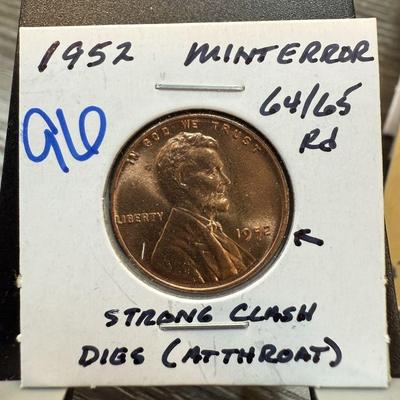 1952 MINTERROR
64/65
Rd
96
IN GOD WE TRUST
LIBERTY
1952
STRONG CLASH
DIES (AT THROAT)